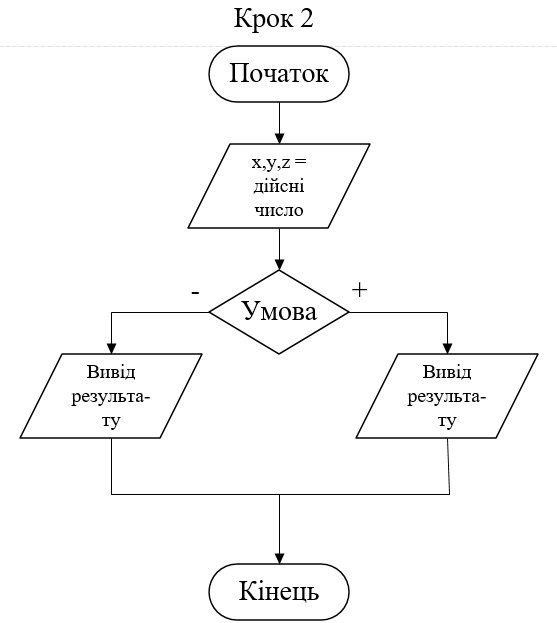 Крок 2
Початок
x,y,z =
дійсні
число
-
+
Умова
Вивід
результа-
ту
Вивід
результа-
ту
Кінець